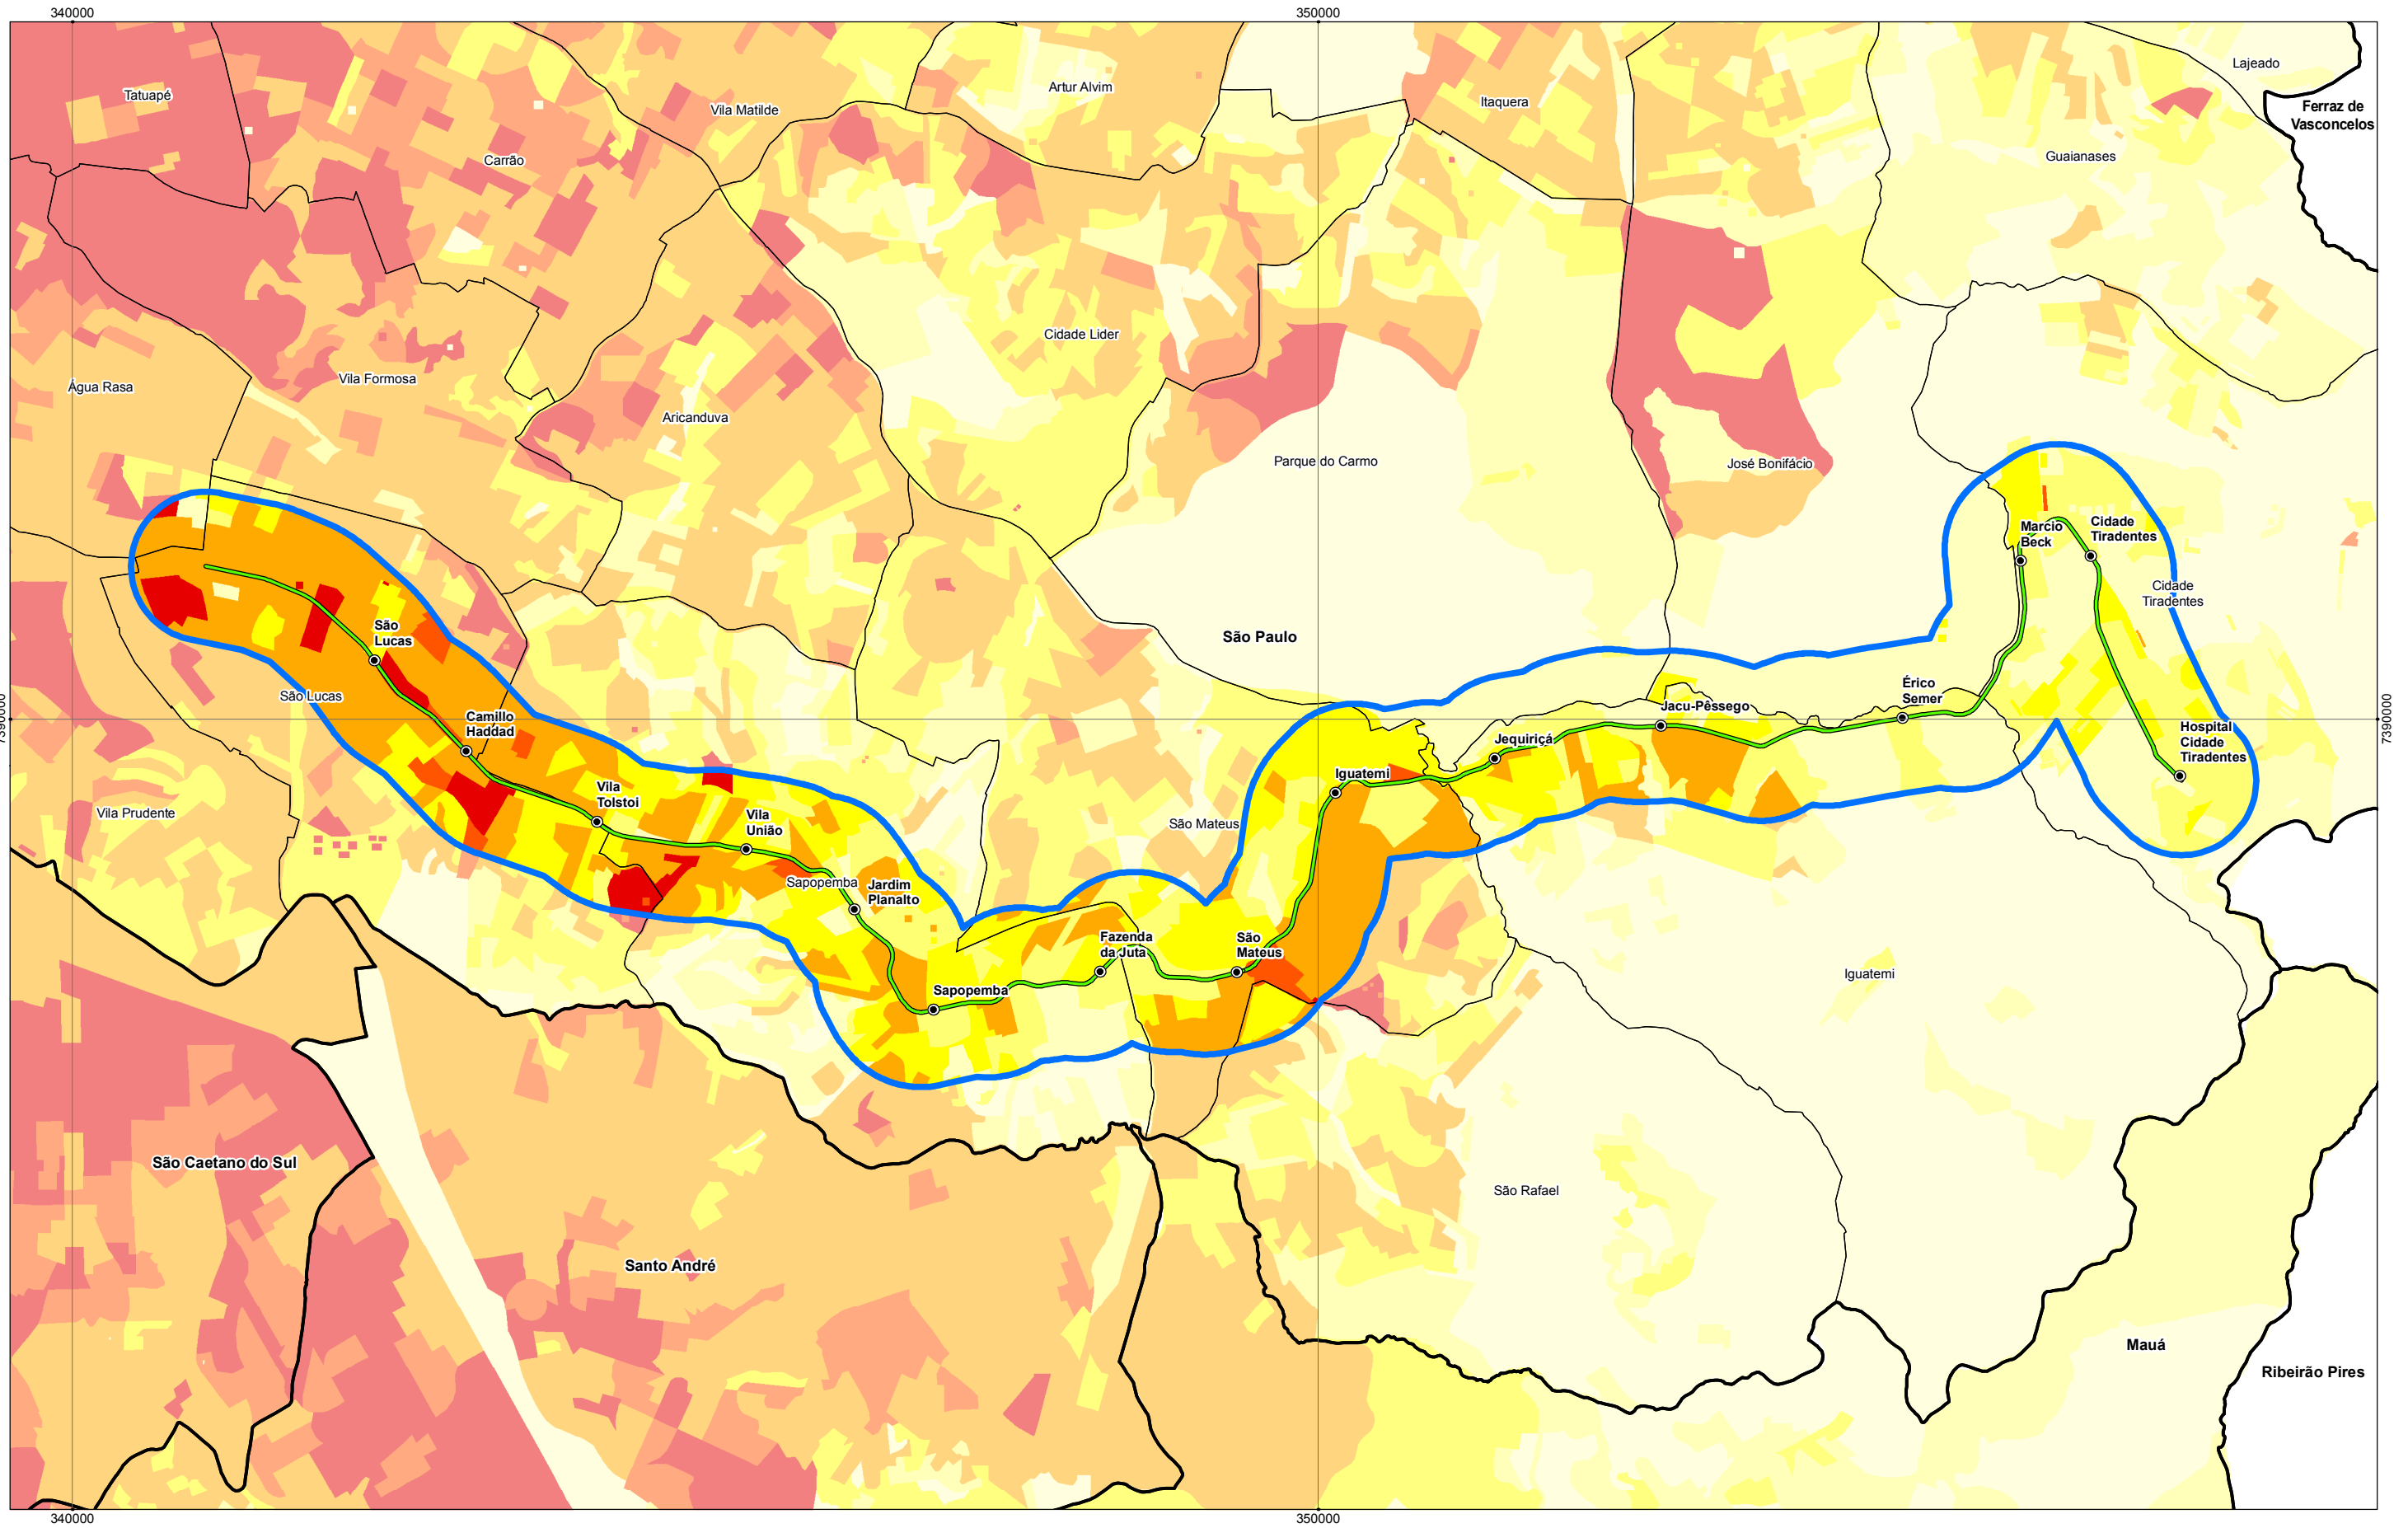 340000
350000
Lajeado
Tatuapé
Artur Alvim
Itaquera
Ferraz de
Vasconcelos
Vila Matilde
Carrão
Guaianases
Cidade Lider
Vila Formosa
Água Rasa
Aricanduva
Parque do Carmo
José Bonifácio
Marcio
Beck
Cidade
Tiradentes
Cidade
Tiradentes
São
Lucas
São Paulo
São Lucas
Érico
Semer
Jacu-Pêssego
7390000
7390000
Camillo
Haddad
Jequiriçá
Hospital
Cidade
Tiradentes
Iguatemi
Vila
Tolstoi
Vila
União
Vila Prudente
São Mateus
Sapopemba
Jardim
Planalto
Fazenda
da Juta
São
Mateus
Iguatemi
Sapopemba
São Caetano do Sul
São Rafael
Santo André
Mauá
Ribeirão Pires
340000
350000